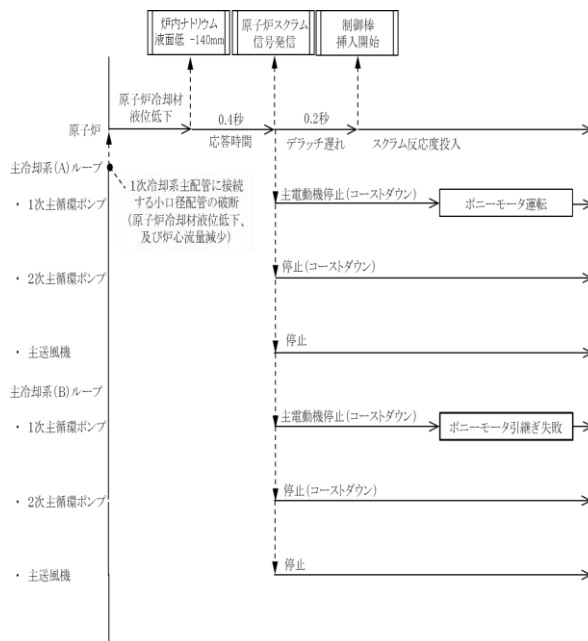 炉内ナトリウム
液面低 -140mm
原子炉スクラム
信号発信
制御棒
挿入開始
原子炉冷却材
液位低下
0.4秒
0.2秒
原子炉
応答時間
デラッチ遅れ
スクラム反応度投入
主冷却系(A)ループ
1次冷却系主配管に接続
する小口径配管の破断
(原子炉冷却材液位低下、
及び炉心流量減少)
・ 1次主循環ポンプ
主電動機停止(コーストダウン)
ポニーモータ運転
・ 2次主循環ポンプ
停止(コーストダウン)
・ 主送風機
停止
主冷却系(B)ループ
・ 1次主循環ポンプ
主電動機停止(コーストダウン)
ポニーモータ引継ぎ失敗
・ 2次主循環ポンプ
停止(コーストダウン)
・ 主送風機
停止